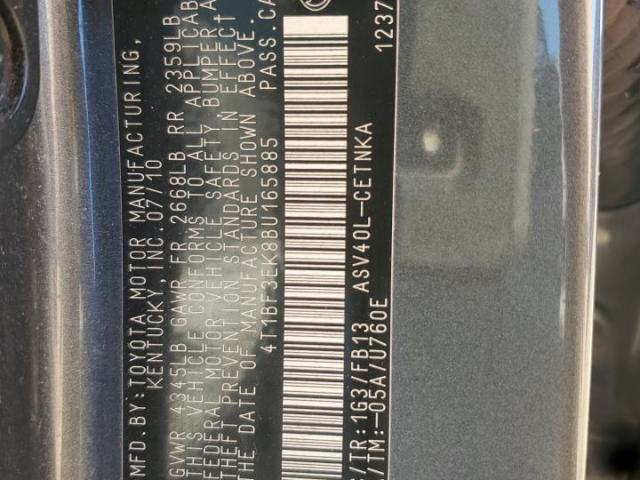 MFD.BY:TOYOTA MOTOR MANUFACTURING,
KENTUCKY, INC.07/10
GVWR 4345LB GAWR FR 2668LB RR 2359LB
THIS VEHICLE CONFORMS TO ALL APPLICAB
FEDERAL MOTOR VEHICLE SAFETY, BUMPER
THEFT PREVENTION STANDARDS IN EFFECT
THE DATE OF MANUFACTURE SHOWN ABOVE.
4T1BF3EK8BU165885 PASS.CA
/TR:1G3/FB13 ASV40L-CETNKA 1237
/TM:-05A/U760E